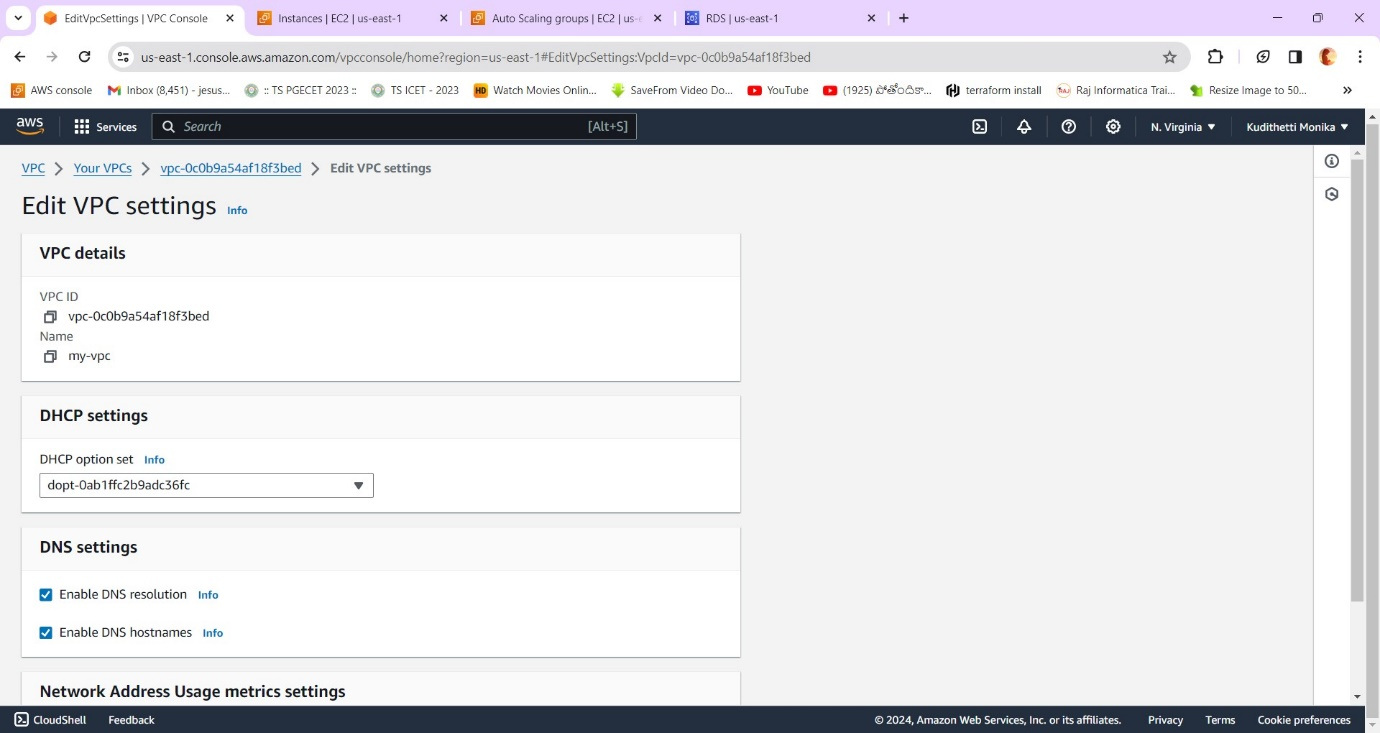 EditVpcSettings | VPC Console
Instances | EC2 | us-east-1
Auto Scaling groups | EC2 | us-e
RDS | us-east-1
us-east-1.console.aws.amazon.com/vpcconsole/home?region=us-east-1#EditVpcSettings:VpcId=vpc-0c0b9a54af18f3bed
AWS console
Inbox (8,451) - jesus...
:: TS PGECET 2023 ::
TS ICET - 2023
HD
Watch Movies Onlin...
SaveFrom Video Do...
YouTube
(1925)
terraform install
Raj Informatica Trai...
Resize Image to 50...
»
aws
Services
Search
[Alt+S]
N. Virginia
Kudithetti Monika
VPC
Your VPCs
vpc-0c0b9a54af18f3bed
Edit VPC settings
Edit VPC settings Info
VPC details
VPC ID
vpc-0c0b9a54af18f3bed
Name
my-vpc
DHCP settings
DHCP option set Info
dopt-0ab1ffc2b9adc36fc
DNS settings
Enable DNS resolution Info
Enable DNS hostnames Info
Network Address Usage metrics settings
CloudShell
Feedback
© 2024, Amazon Web Services, Inc. or its affiliates.
Privacy
Terms
Cookie preferences